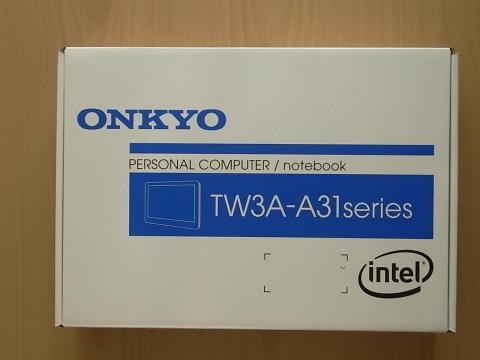 ONKYO
PERSONAL COMPUTER / notebook
TW3A-A31series
intel